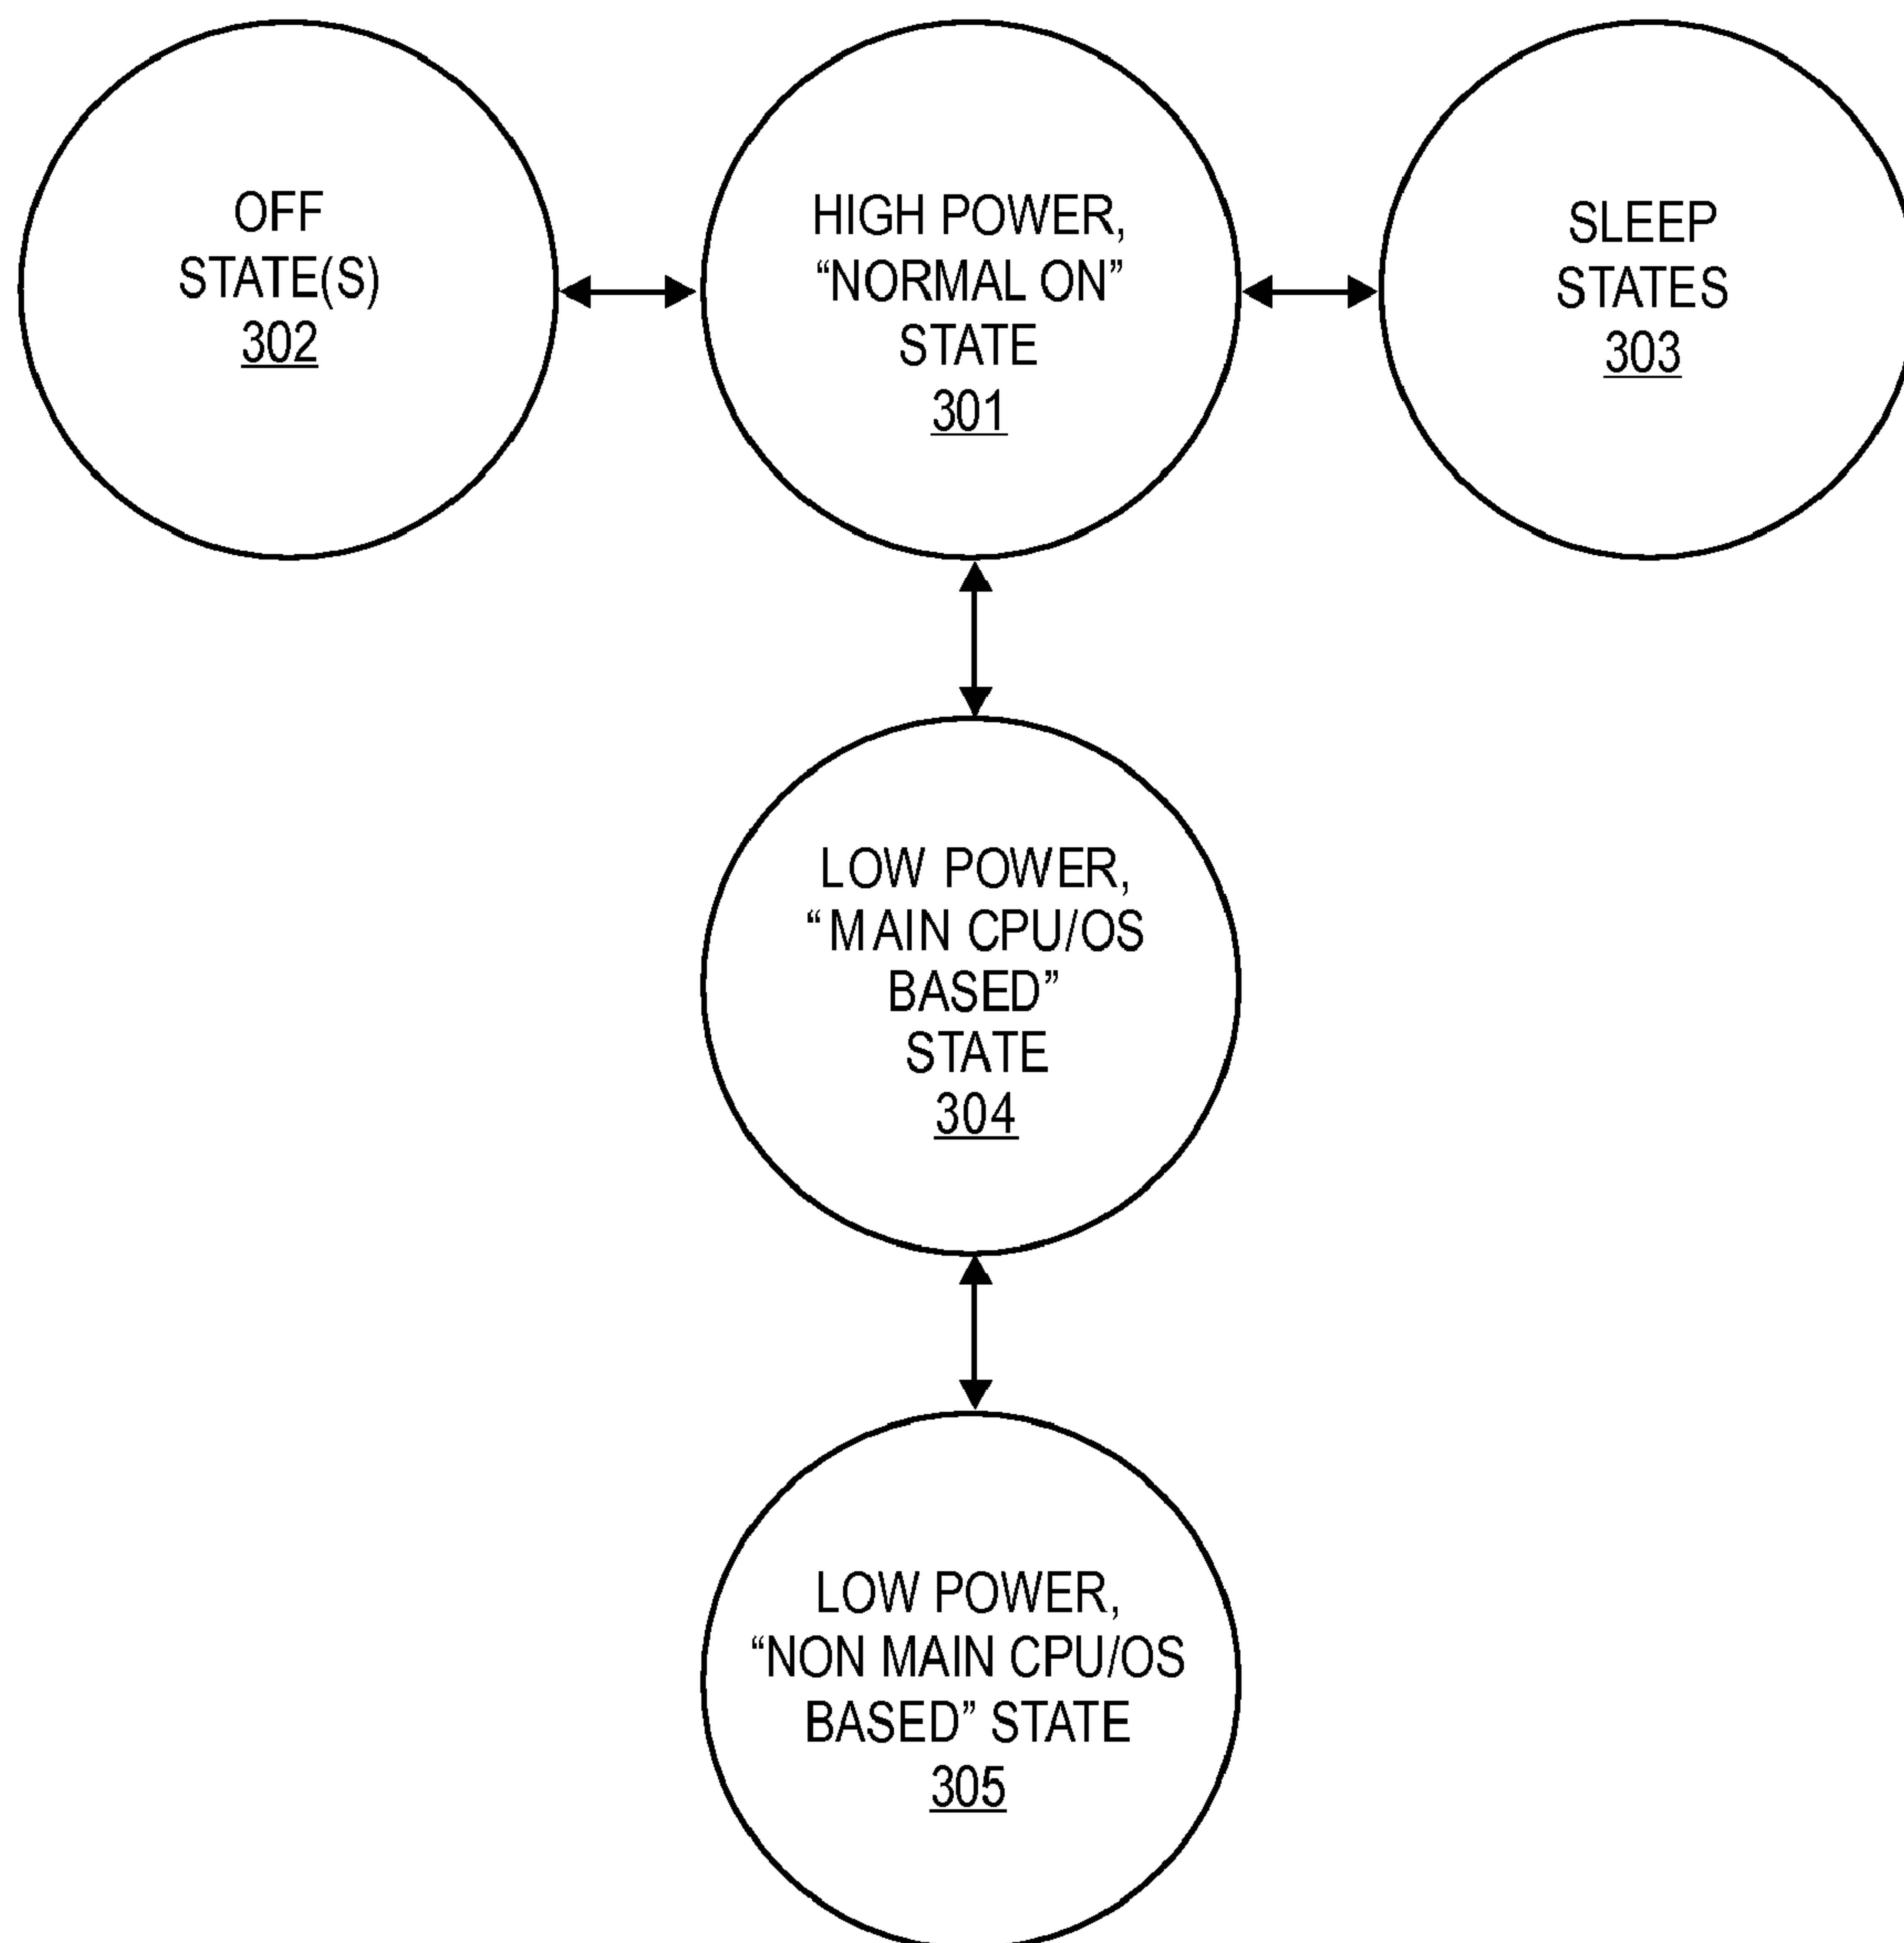 OFF
STATE(S)
302
HIGH POWER,
“NORMAL ON”
STATE
301
SLEEP
STATES
303
LOW POWER,
“MAIN CPU/OS
BASED”
STATE
304
LOW POWER,
“NON MAIN CPU/OS
BASED” STATE
305